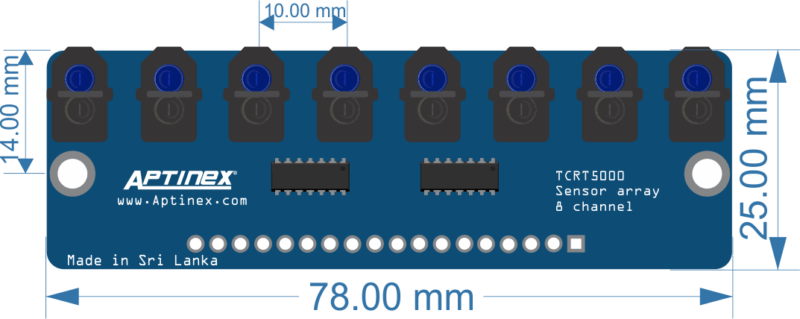 10.00 mm
14.00 mm
APTINEX®
www.Aptinex.com
TCRT5000
Sensor array
8 channel
25.00 mm
Made in Sri Lanka
78.00 mm